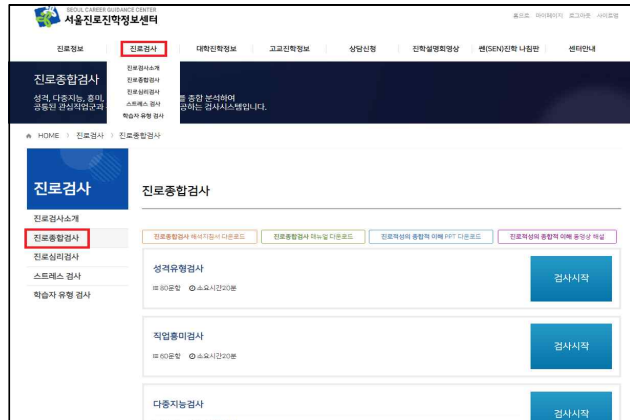 SEOUL CAREER GUIDANCE CENTER
서울진로진학정보센터
홈으로 마이페이지 로그아웃 사이트맵
진로정보 진로검사 대학진학정보 고교진학정보 상담신청 진학설명회영상 쎈(SEN)진학 나침판 센터안내
진로검사소개
진로종합검사
진로심리검사
스트레스 검사
학습자 유형 검사
진로종합검사
성격, 다중지능, 흥미, 를 종합 분석하여
공통된 관심직업군과 공하는 검사시스템입니다.
HOME > 진로검사 > 진로종합검사
진로검사
진로검사소개
진로종합검사
진로심리검사
스트레스 검사
학습자 유형 검사
진로종합검사
진로종합검사 해석지침서 다운로드 진로종합검사 매뉴얼 다운로드 진로적성의 종합적 이해 PPT 다운로드 진로적성의 종합적 이해 동영상 해설
성격유형검사
80문항 소요시간20분
검사시작
직업흥미검사
60문항 소요시간20분
검사시작
다중지능검사
검사시작